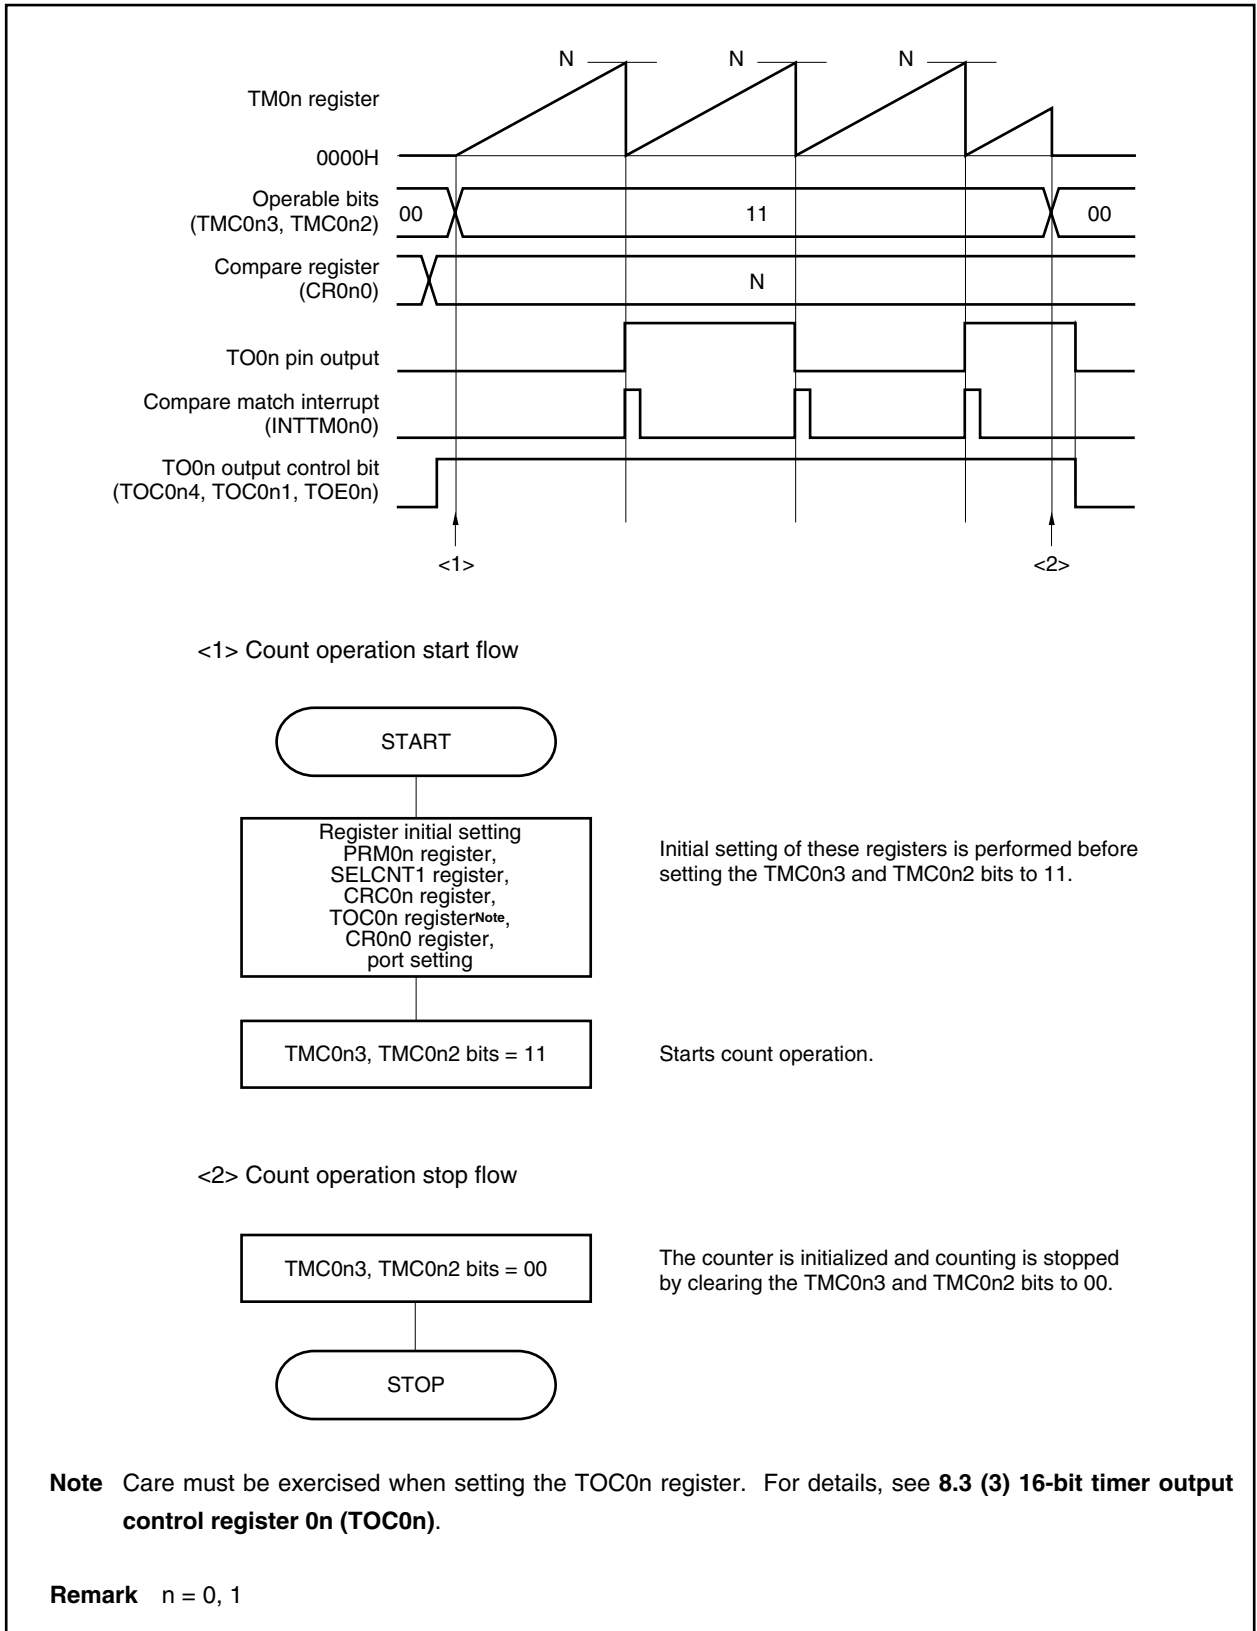 N N N
TM0n register
0000H
Operable bits
(TMC0n3, TMC0n2)
00 11 00
Compare register
(CR0n0)
N
TO0n pin output
Compare match interrupt
(INTTM0n0)
TO0n output control bit
(TOC0n4, TOC0n1, TOE0n)
<1> <2>
<1> Count operation start flow
START
Register initial setting
PRM0n register,
SELCNT1 register,
CRC0n register,
TOC0n registerNote,
CR0n0 register,
port setting
Initial setting of these registers is performed before
setting the TMC0n3 and TMC0n2 bits to 11.
TMC0n3, TMC0n2 bits = 11
Starts count operation.
<2> Count operation stop flow
TMC0n3, TMC0n2 bits = 00
The counter is initialized and counting is stopped
by clearing the TMC0n3 and TMC0n2 bits to 00.
STOP
Note Care must be exercised when setting the TOC0n register. For details, see 8.3 (3) 16-bit timer output
control register 0n (TOC0n).
Remark n = 0, 1